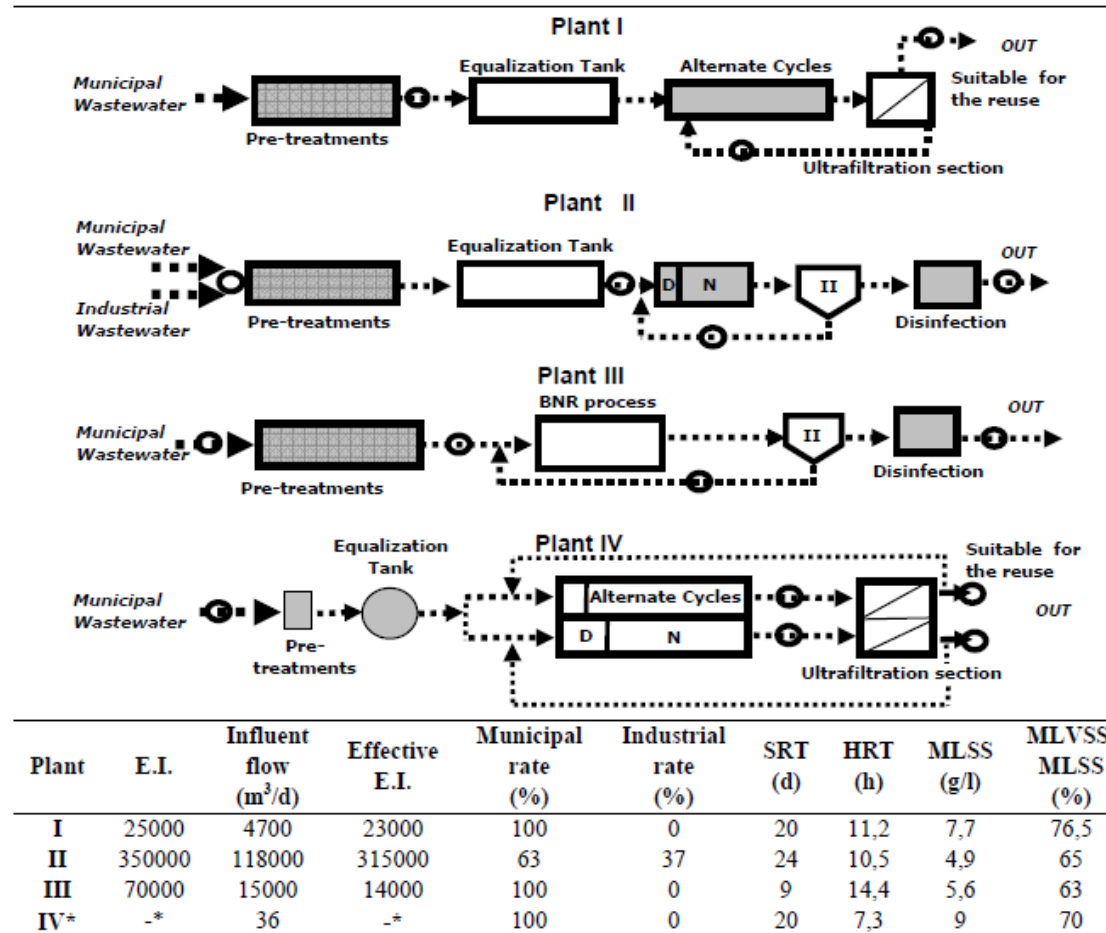 Plant I
Municipal
Wastewater
Pre-treatments
Equalization Tank
Alternate Cycles
OUT
Suitable for
the reuse
Ultrafiltration section
Plant II
Municipal
Wastewater
Industrial
Wastewater
Pre-treatments
Equalization Tank
D N
II
Disinfection
OUT
Plant III
Municipal
Wastewater
Pre-treatments
BNR process
II
Disinfection
OUT
Plant IV
Municipal
Wastewater
Pre-
treatments
Equalization
Tank
Alternate Cycles
D N
Ultrafiltration section
Suitable for
the reuse
OUT
Plant E.I. Influent flow (m³/d) Effective E.I. Municipal rate (%) Industrial rate (%) SRT (d) HRT (h) MLSS (g/l) MLVSS MLSS (%)
I 25000 4700 23000 100 0 20 11,2 7,7 76,5
II 350000 118000 315000 63 37 24 10,5 4,9 65
III 70000 15000 14000 100 0 9 14,4 5,6 63
IV* -* 36 -* 100 0 20 7,3 9 70